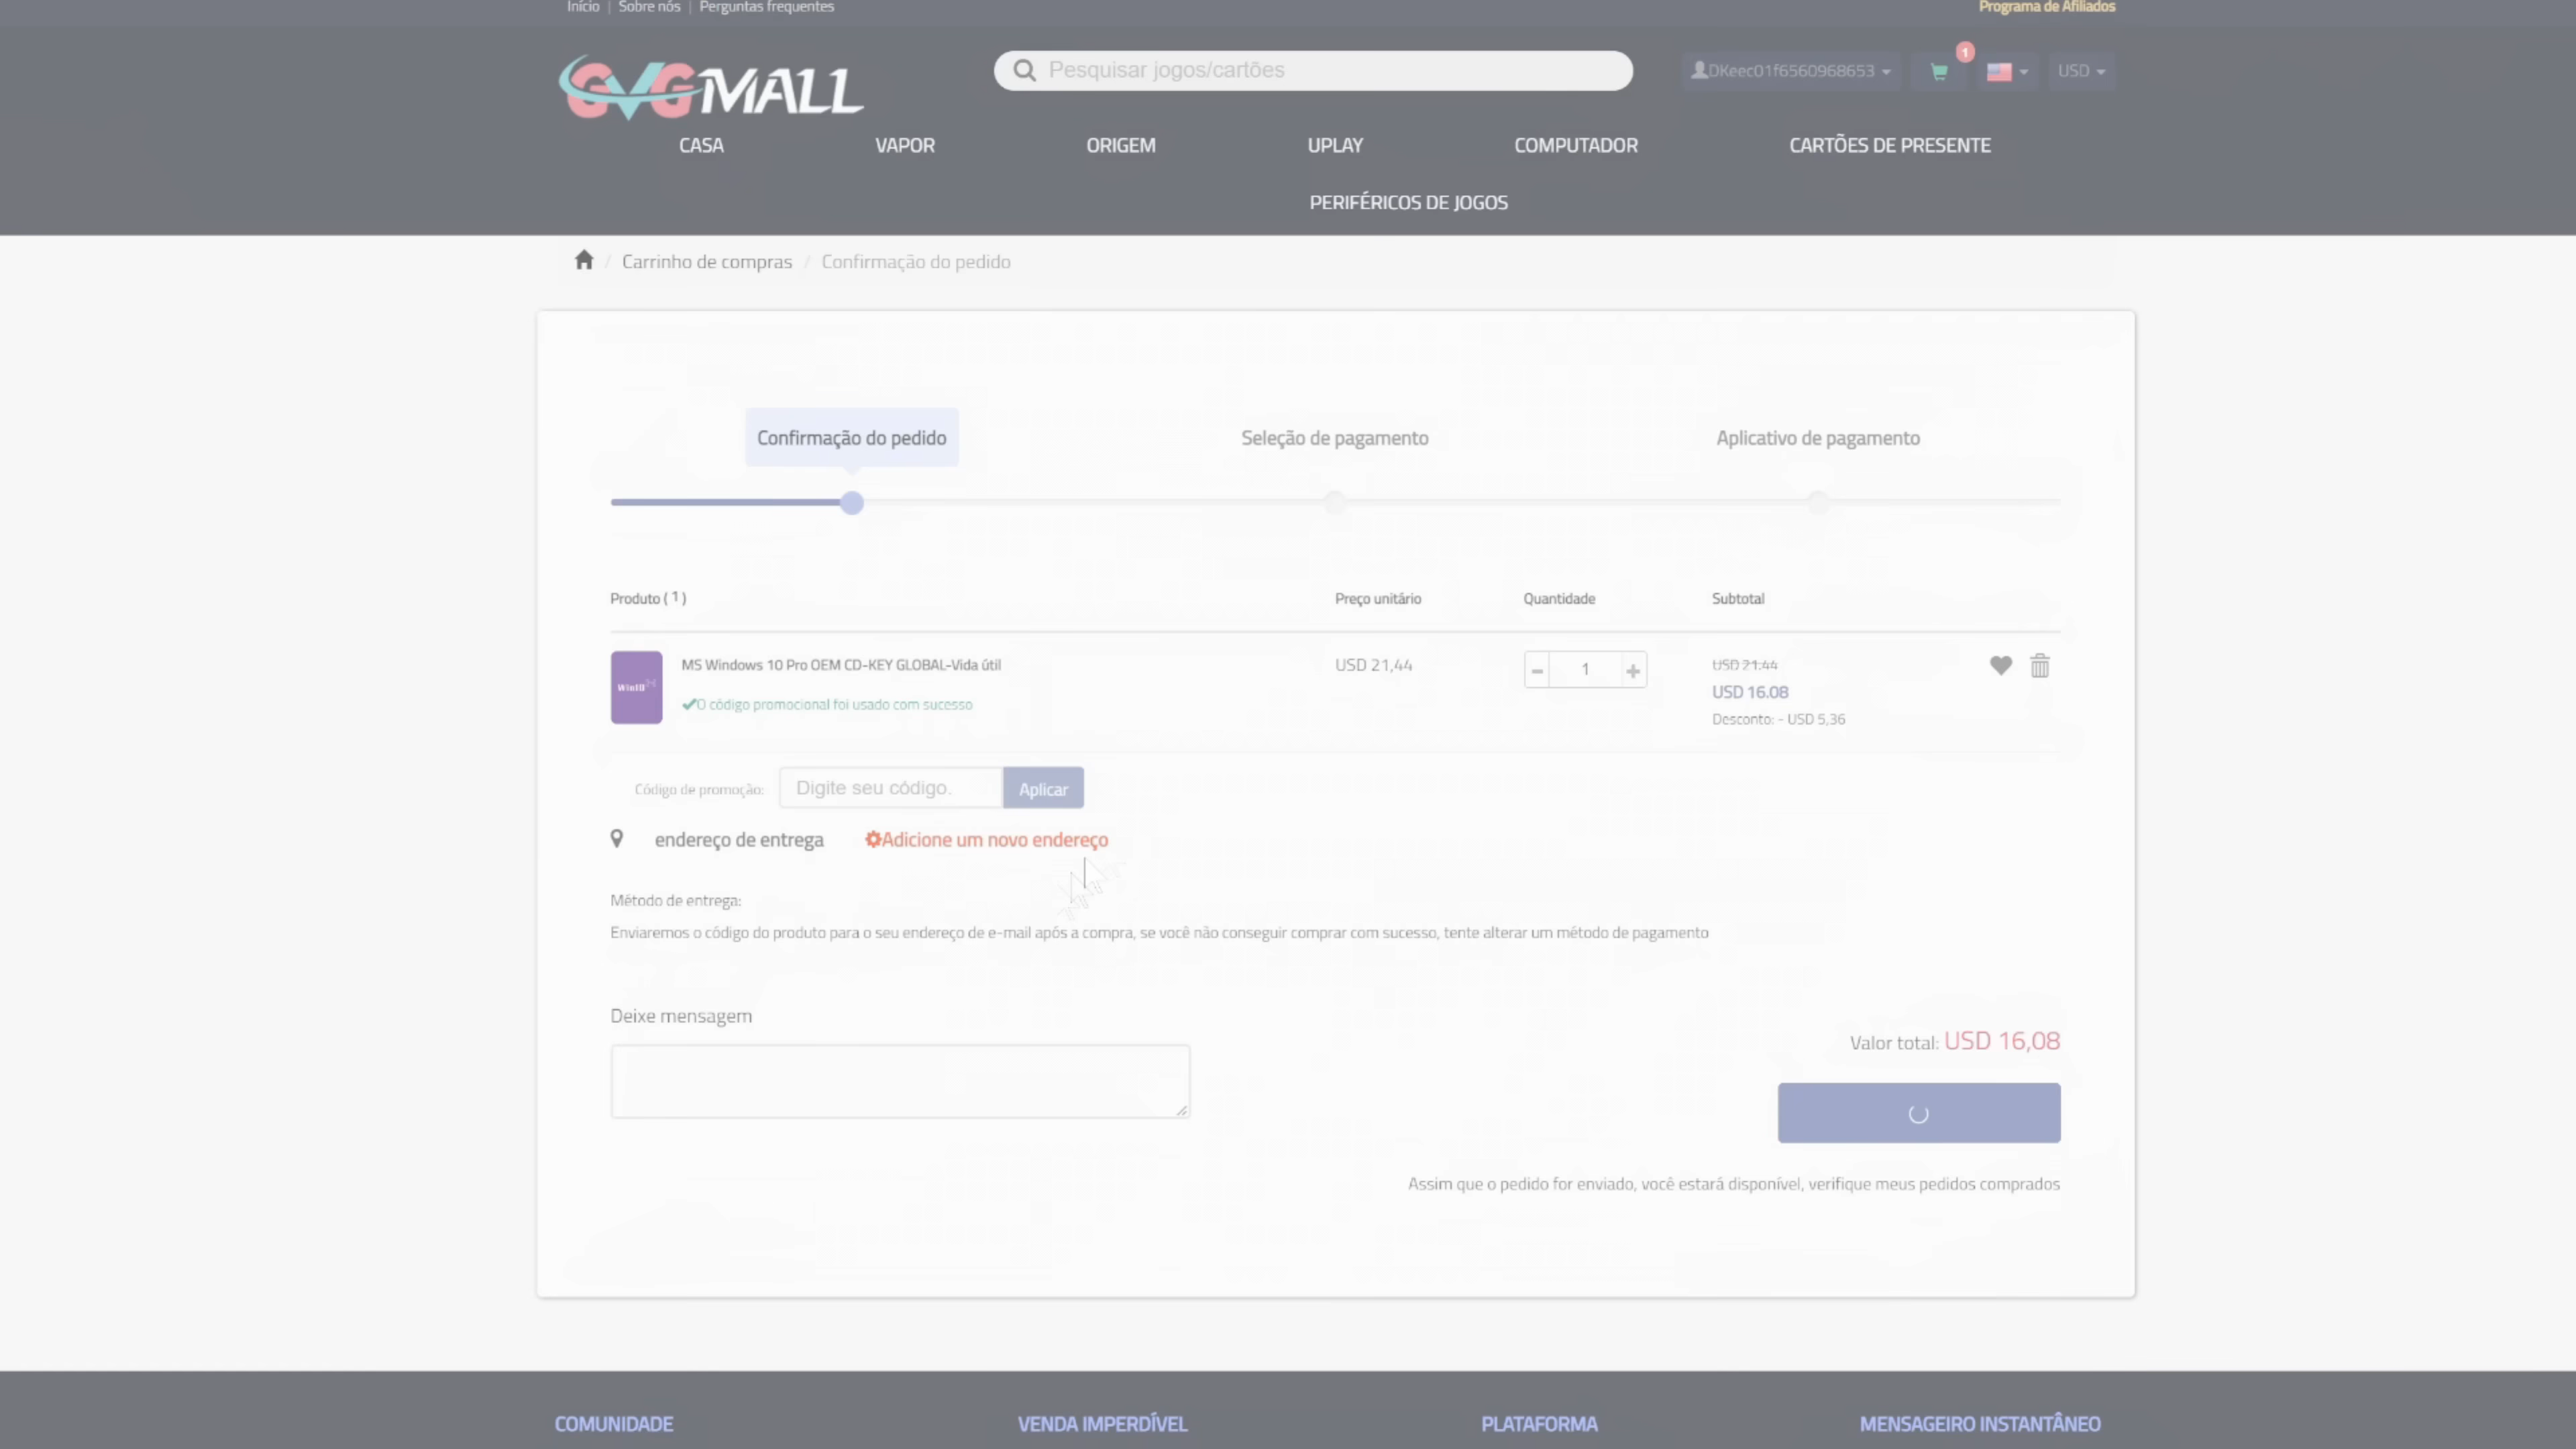 Início | Sobre nós | Perguntas frequentes
Programa de Afiliados
GVGMALL
Pesquisar jogos/cartões
DKeec01f6560968653
1
USD
CASA
VAPOR
ORIGEM
UPLAY
COMPUTADOR
CARTÕES DE PRESENTE
PERIFÉRICOS DE JOGOS
/ Carrinho de compras / Confirmação do pedido
Confirmação do pedido
Seleção de pagamento
Aplicativo de pagamento
Produto ( 1 )
Preço unitário
Quantidade
Subtotal
Win10
MS Windows 10 Pro OEM CD-KEY GLOBAL-Vida útil
USD 21,44
1
USD 21.44
USD 16.08
O código promocional foi usado com sucesso
Desconto: - USD 5,36
Código de promoção:
Digite seu código.
Aplicar
endereço de entrega
Adicione um novo endereço
Método de entrega:
Enviaremos o código do produto para o seu endereço de e-mail após a compra, se você não conseguir comprar com sucesso, tente alterar um método de pagamento
Deixe mensagem
Valor total: USD 16,08
Assim que o pedido for enviado, você estará disponível, verifique meus pedidos comprados
COMUNIDADE
VENDA IMPERDÍVEL
PLATAFORMA
MENSAGEIRO INSTANTÂNEO